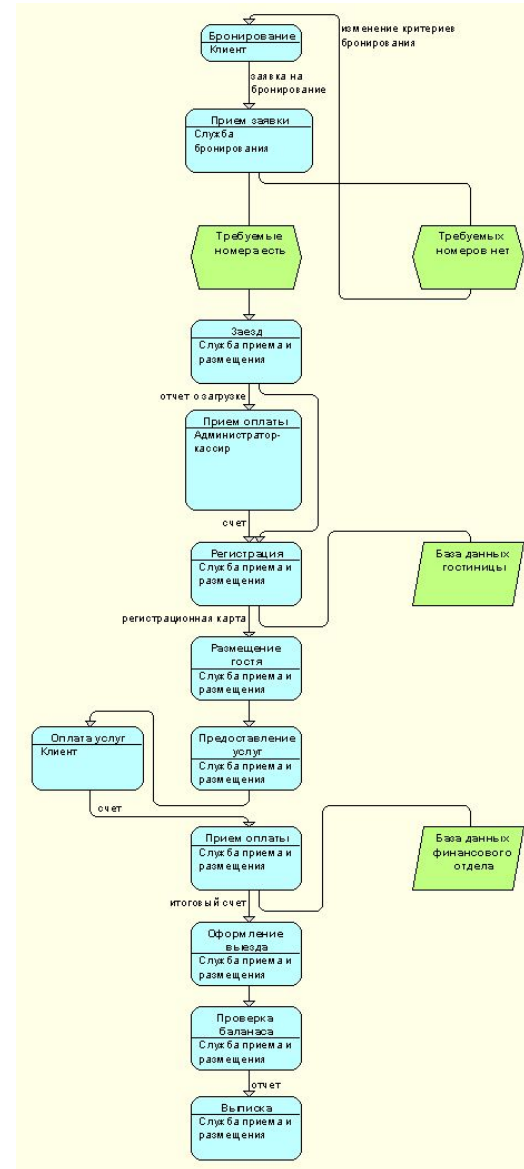 Бронирование
Клиент
изменение критериев
бронирования
заявка на
бронирование
Прием заявки
Служба
бронирования
Требуемые
номера есть
Требуемых
номеров нет
Заезд
Служба приема и
размещения
отчет о загрузке
Прием оплаты
Администратор-
кассир
счет
Регистрация
Служба приема и
размещения
База данных
гостиницы
регистрационная карта
Размещение
гостя
Служба приема и
размещения
Оплата услуг
Клиент
Предоставление
услуг
Служба приема и
размещения
счет
Прием оплаты
Служба приема и
размещения
База данных
финансового
отдела
итоговый счет
Оформление
выезда
Служба приема и
размещения
Проверка
баланаса
Служба приема и
размещения
отчет
Выписка
Служба приема и
размещения